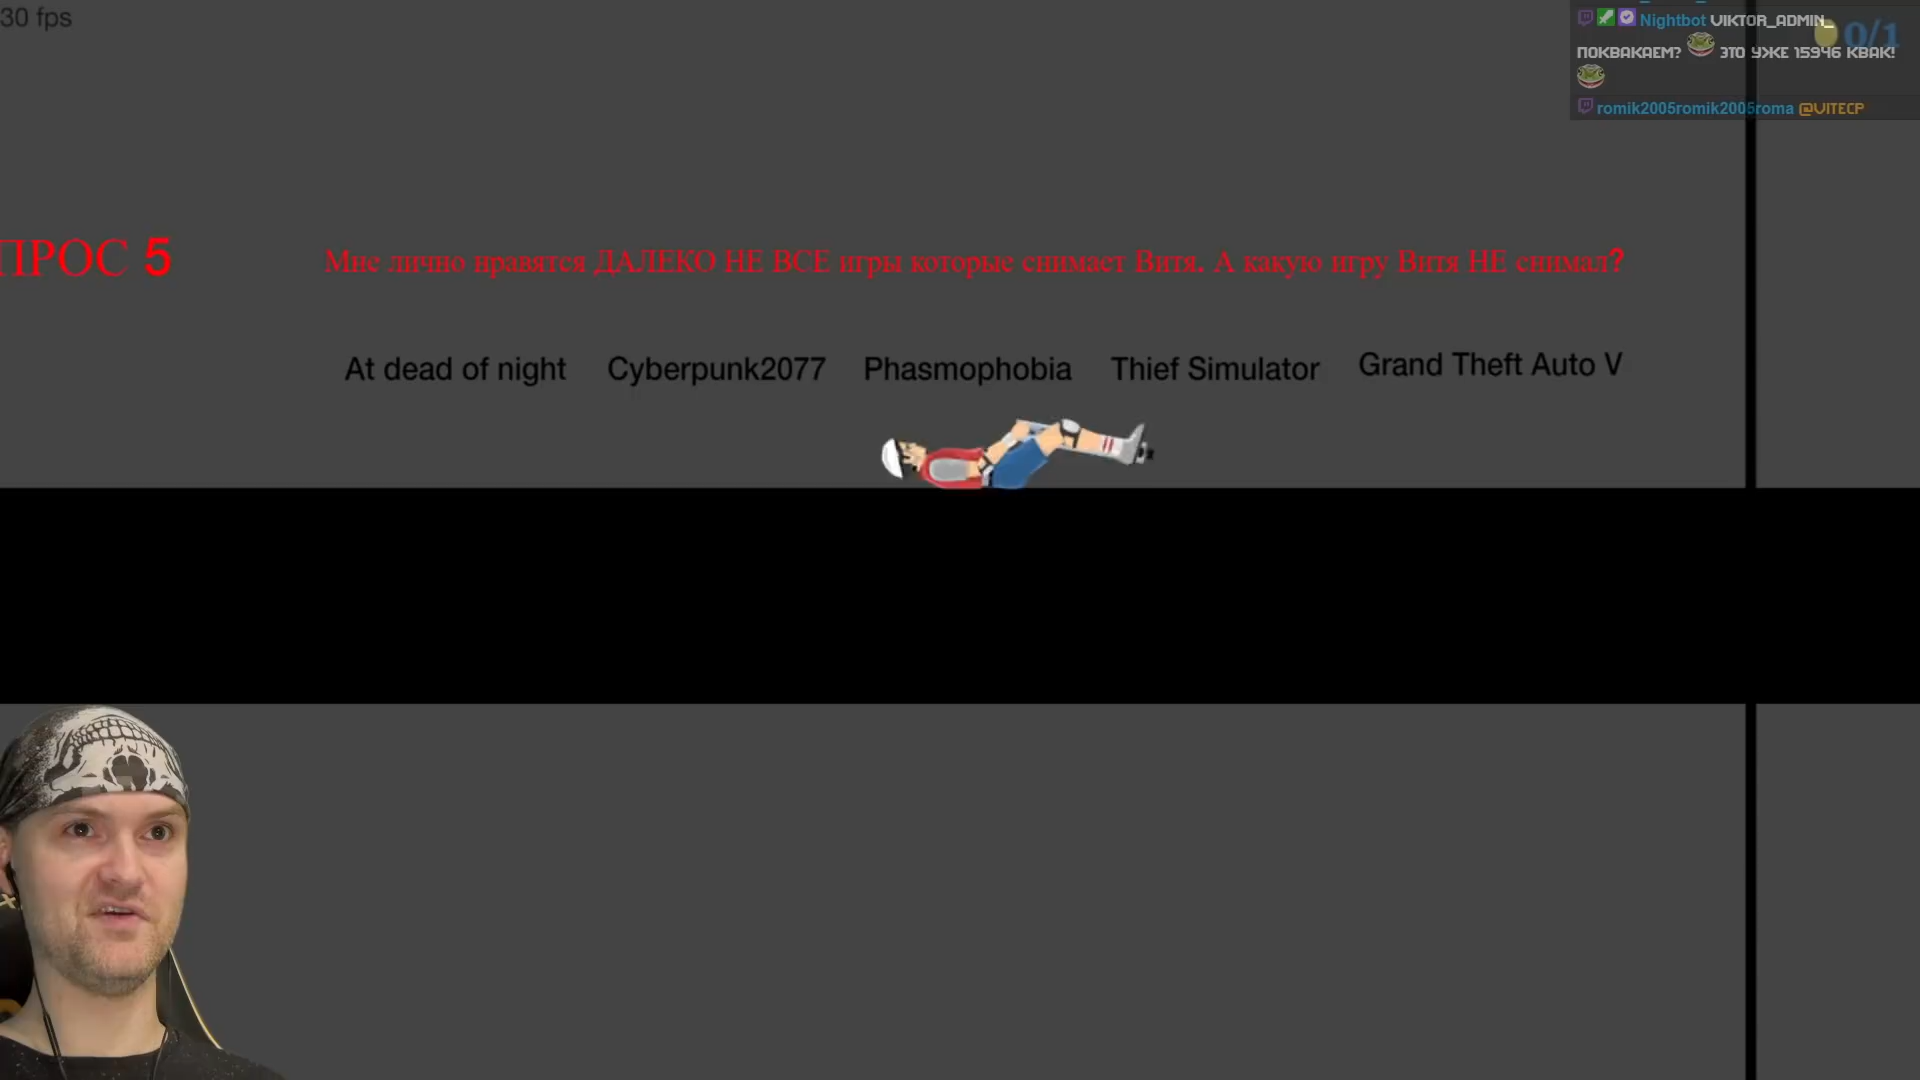 30 fps
Nightbot VIKTOR_ADMIN_
ПОКВАКАЕМ? ЭТО УЖЕ 15946 КВАК!
0/1
romik2005romik2005roma @VITECP
ПРОС 5
Мне лично нравятся ДАЛЕКО НЕ ВСЕ игры которые снимает Витя. А какую игру Витя НЕ снимал?
At dead of night Cyberpunk2077 Phasmophobia Thief Simulator Grand Theft Auto V